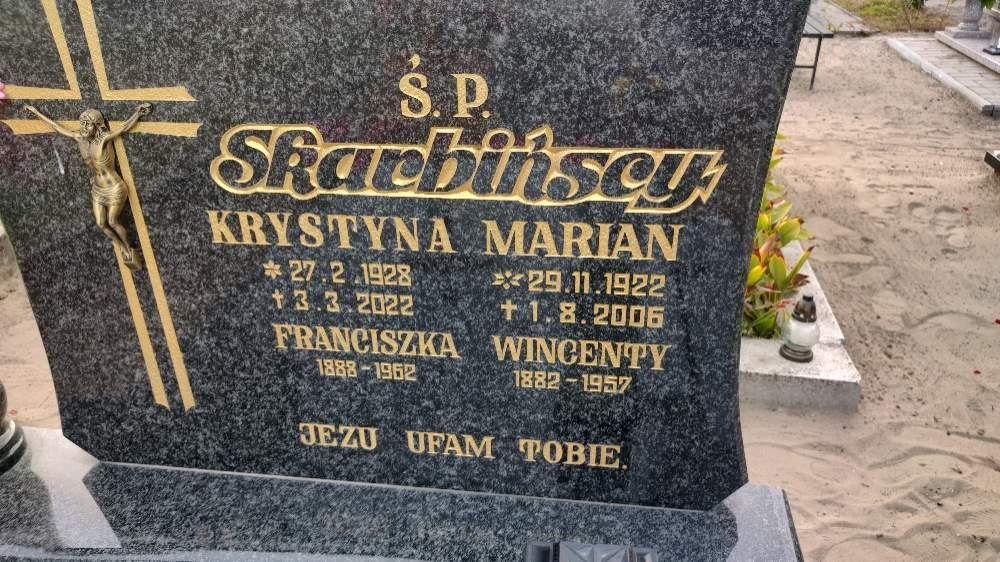 Ś. P.
Skarbińscy
KRYSTYNA MARIAN
* 27.2.1928 * 29.11.1922
† 3.3.2022 † 1.8.2006
FRANCISZKA WINCENTY
1888-1962 1882-1957
JEZU UFAM TOBIE.